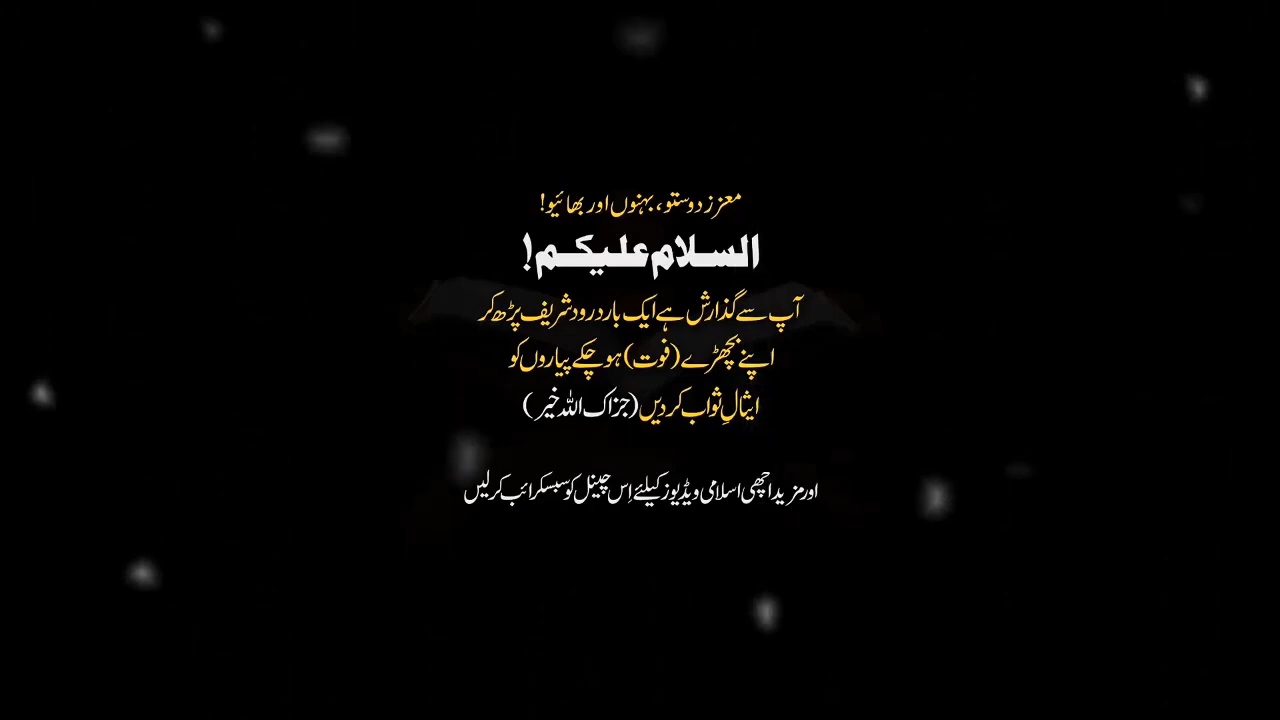 معزز دوستو، بہنوں اور بھائیو!
السلام علیکم!
آپ سے گذارش ہے ایک بار درود شریف پڑھ کر
اپنے بچھڑے (فوت) ہو چکے پیاروں کو
ایثالِ ثواب کر دیں (جزاک اللہ خیر)
اور مزید اچھی اسلامی ویڈیوز کیلئے اِس چینل کو سبسکرائب کر لیں